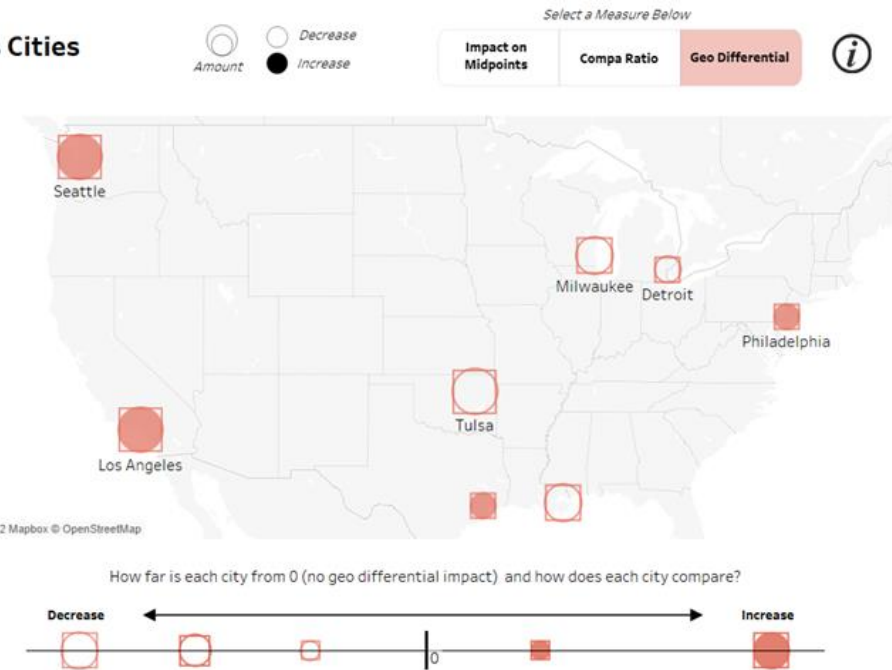 Select a Measure Below
Cities
Amount
Decrease
Increase
Impact on
Midpoints
Compa Ratio
Geo Differential
i
Seattle
Milwaukee
Detroit
Philadelphia
Tulsa
Los Angeles
2 Mapbox © OpenStreetMap
How far is each city from 0 (no geo differential impact) and how does each city compare?
Decrease
Increase
0